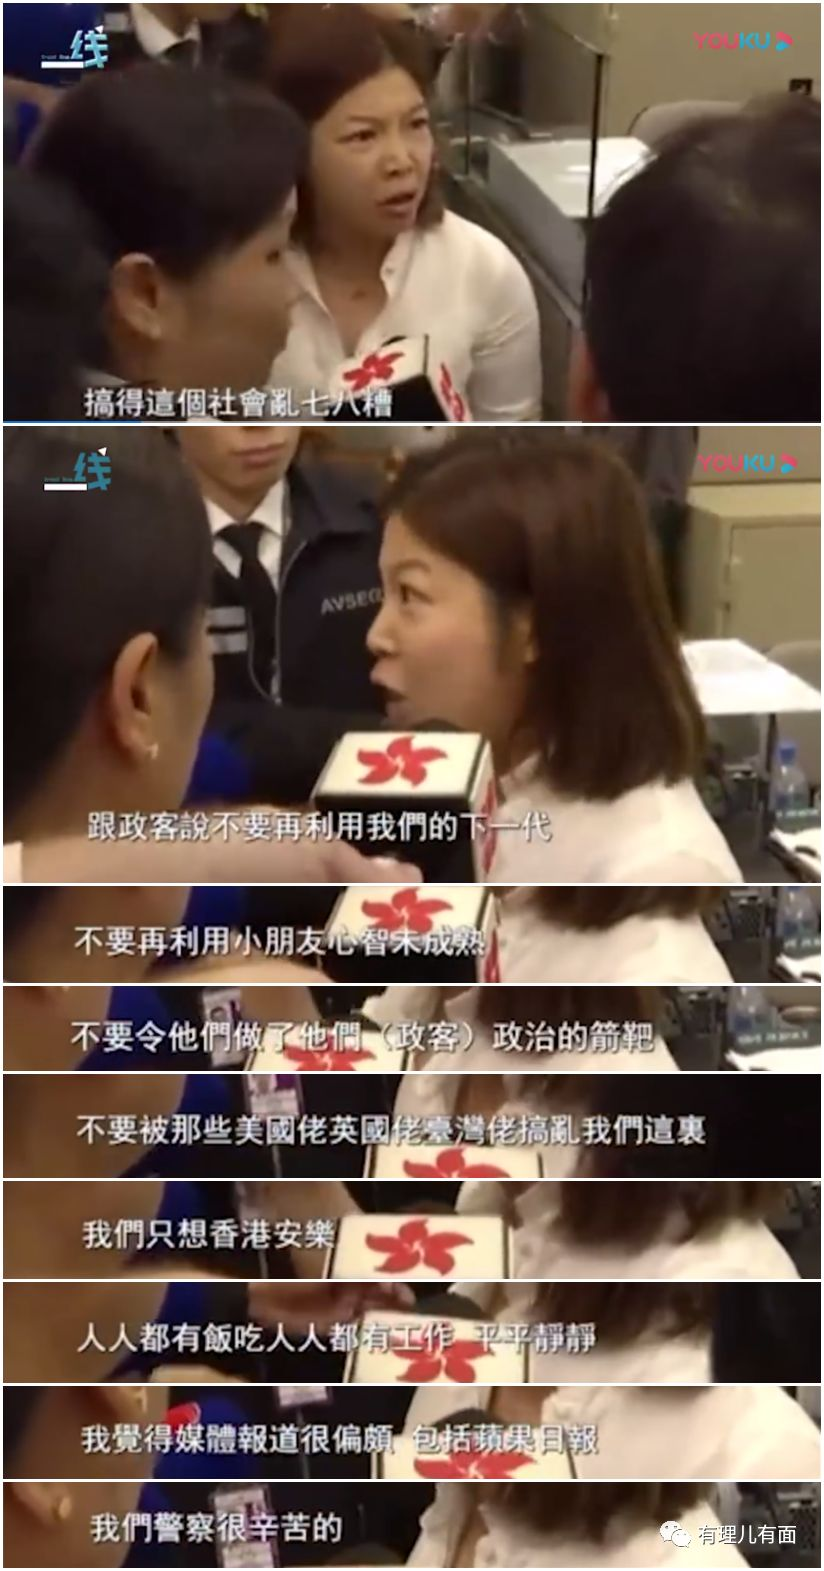 线
YOUKU
搞得這個社會亂七八糟
线
YOUKU
AVSEC
跟政客說不要再利用我們的下一代
不要再利用小朋友心智未成熟
不要令他們做了他們（政客）政治的箭靶
不要被那些美國佬英國佬臺灣佬搞亂我們這裏
我們只想香港安樂
人人都有飯吃人人都有工作 平平靜靜
我覺得媒體報道很偏頗 包括蘋果日報
我們警察很辛苦的
有理儿有面